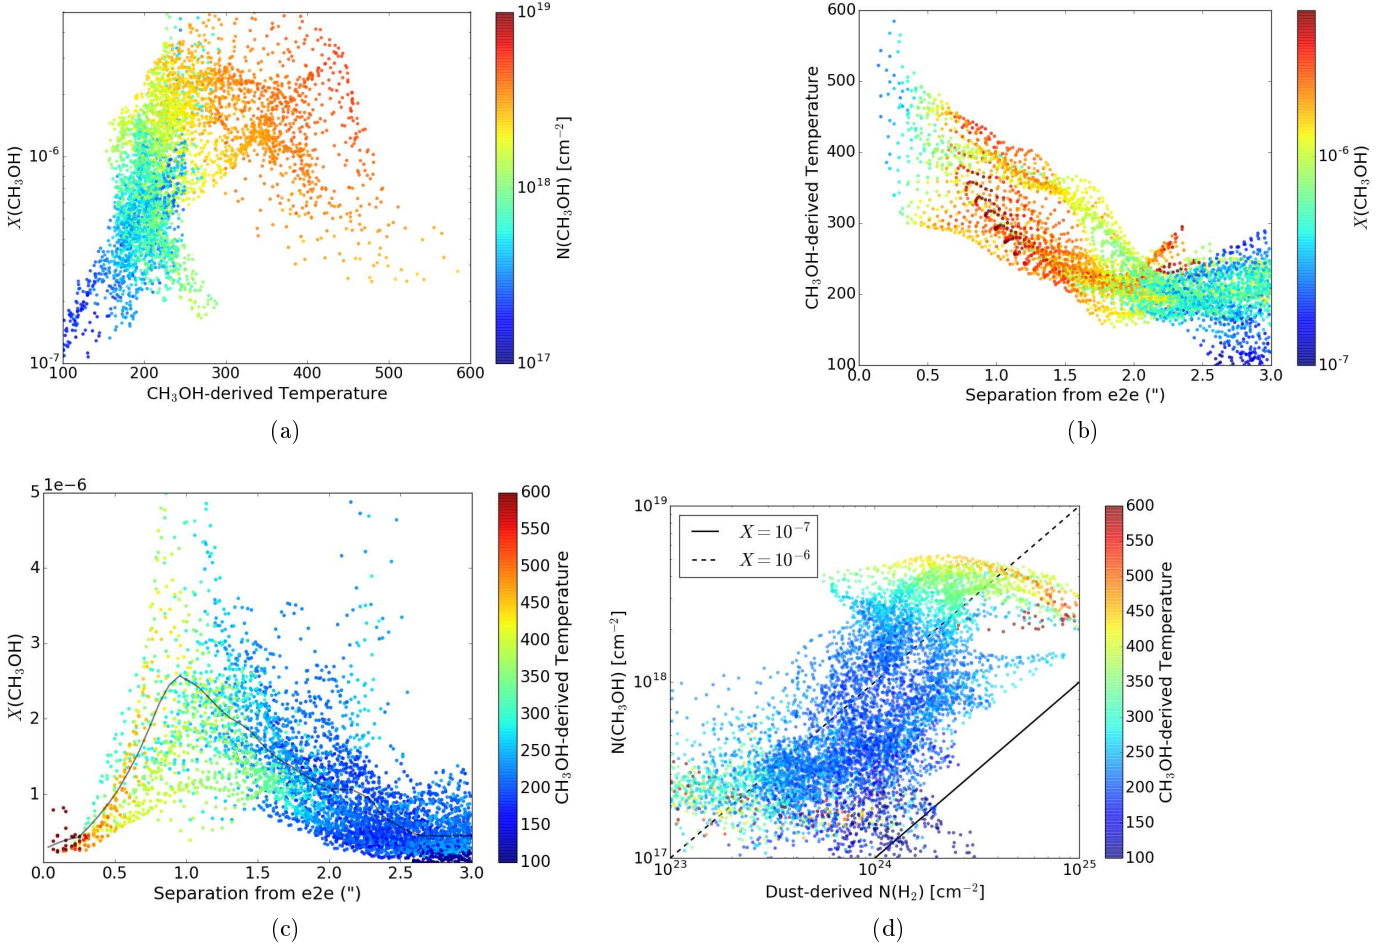 10^19
10^18
10^17
N(CH₃OH) [cm⁻²]
10^-6
10^-7
X(CH₃OH)
100 200 300 400 500 600
CH₃OH-derived Temperature
(a)
600
500
400
300
200
100
CH₃OH-derived Temperature
0.0 0.5 1.0 1.5 2.0 2.5 3.0
Separation from e2e (")
10^-6
10^-7
X(CH₃OH)
(b)
1e−6
5
4
3
2
1
X(CH₃OH)
0.0 0.5 1.0 1.5 2.0 2.5 3.0
Separation from e2e (")
600
550
500
450
400
350
300
250
200
150
100
CH₃OH-derived Temperature
(c)
X = 10^-7
X = 10^-6
10^19
10^18
10^17
N(CH₃OH) [cm⁻²]
10^23 10^24 10^25
Dust-derived N(H₂) [cm⁻²]
600
550
500
450
400
350
300
250
200
150
100
CH₃OH-derived Temperature
(d)